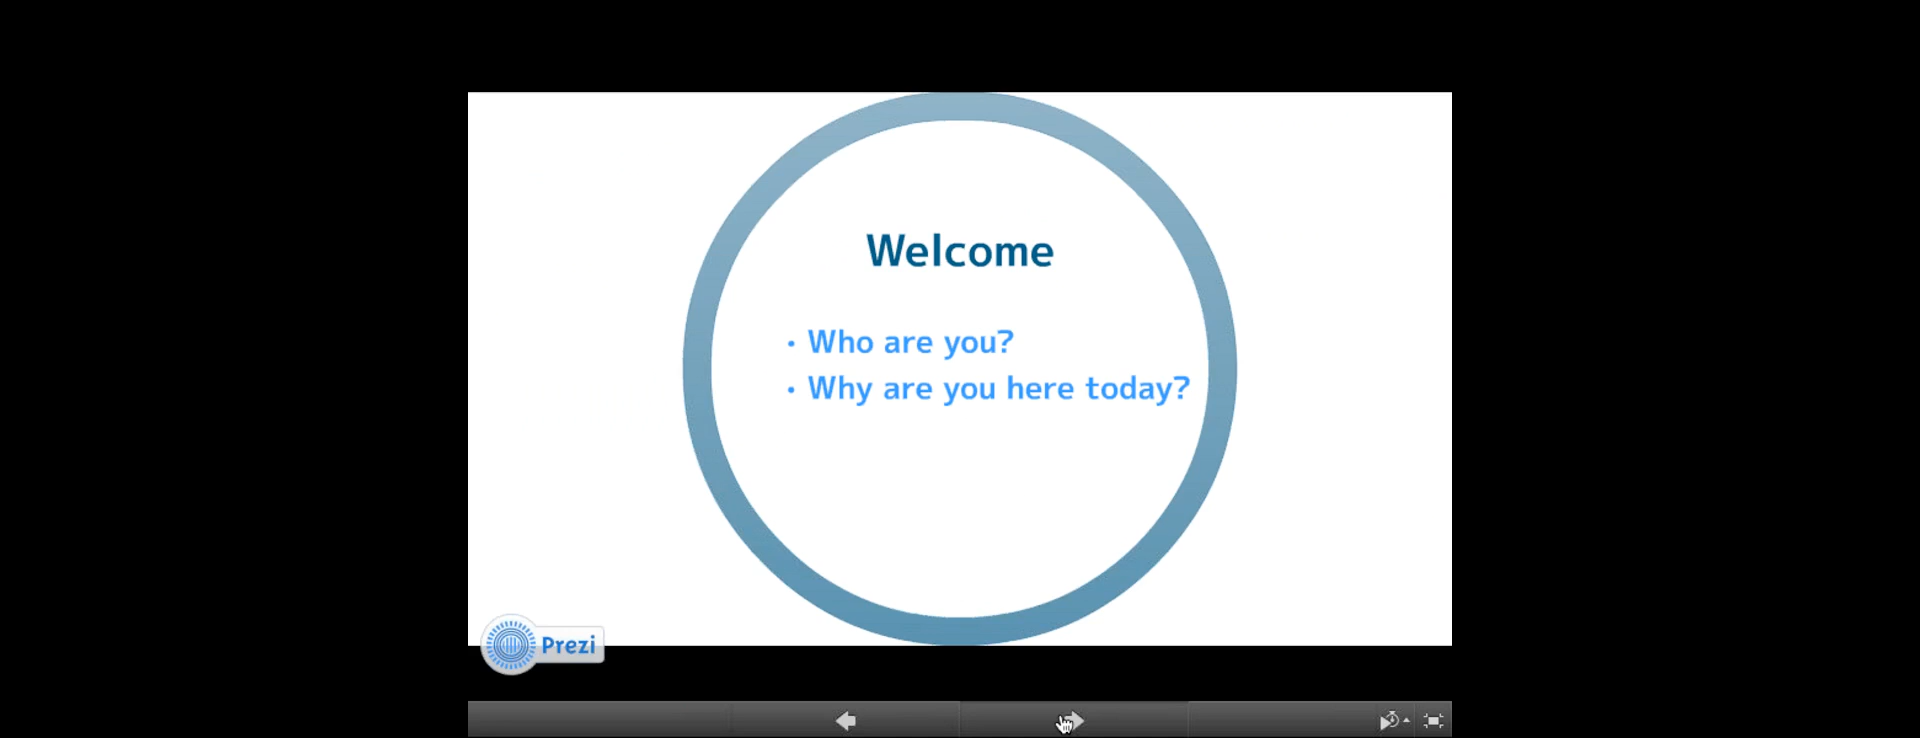 Welcome
• Who are you?
• Why are you here today?
Prezi